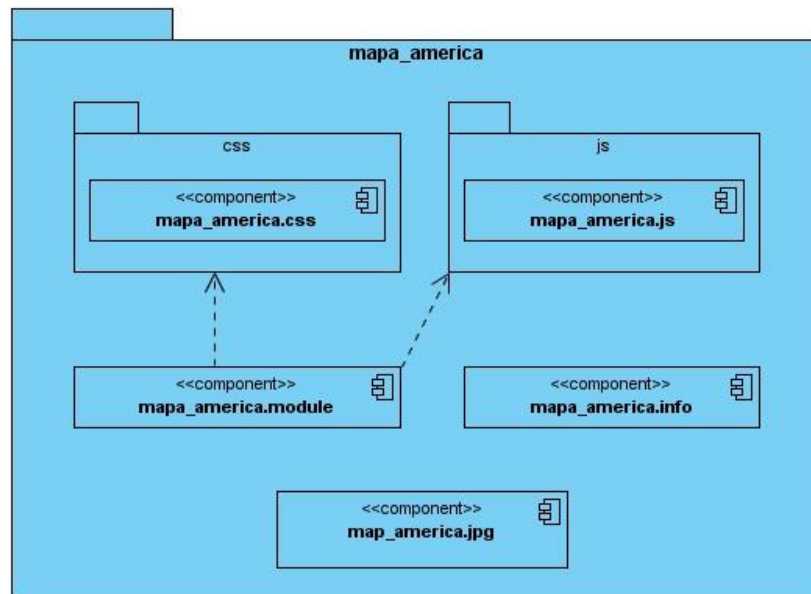 mapa_america
css
js
<<component>>
mapa_america.css
<<component>>
mapa_america.js
<<component>>
mapa_america.module
<<component>>
mapa_america.info
<<component>>
map_america.jpg